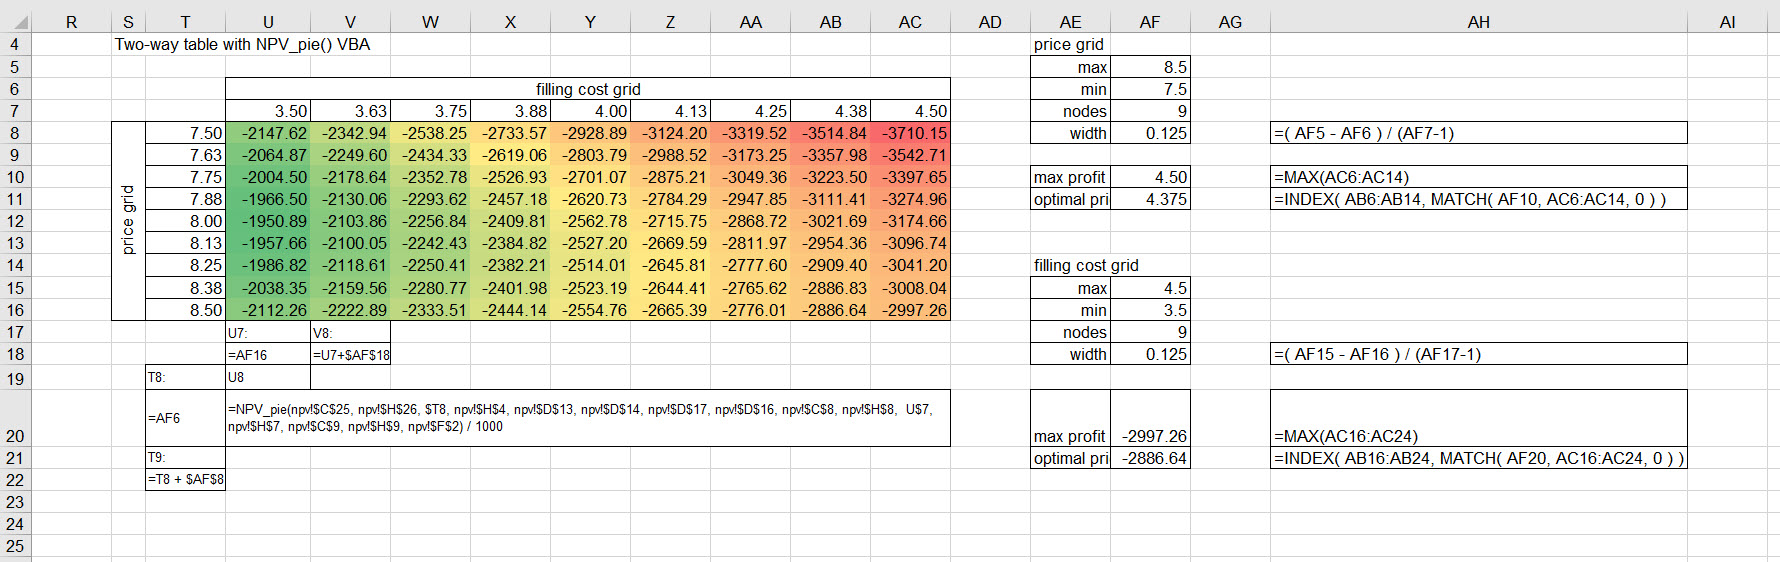 R S T U V W X Y Z AA AB AC AD AE AF AG AH AI
4 Two-way table with NPV_pie() VBA price grid
5 max 8.5
6 filling cost grid min 7.5
7 3.50 3.63 3.75 3.88 4.00 4.13 4.25 4.38 4.50 nodes 9
8 7.50 -2147.62 -2342.94 -2538.25 -2733.57 -2928.89 -3124.20 -3319.52 -3514.84 -3710.15 width 0.125 =( AF5 - AF6 ) / (AF7-1)
9 7.63 -2064.87 -2249.60 -2434.33 -2619.06 -2803.79 -2988.52 -3173.25 -3357.98 -3542.71
10 7.75 -2004.50 -2178.64 -2352.78 -2526.93 -2701.07 -2875.21 -3049.36 -3223.50 -3397.65 max profit 4.50 =MAX(AC6:AC14)
11 7.88 -1966.50 -2130.06 -2293.62 -2457.18 -2620.73 -2784.29 -2947.85 -3111.41 -3274.96 optimal pri 4.375 =INDEX( AB6:AB14, MATCH( AF10, AC6:AC14, 0 ) )
price grid
12 8.00 -1950.89 -2103.86 -2256.84 -2409.81 -2562.78 -2715.75 -2868.72 -3021.69 -3174.66
13 8.13 -1957.66 -2100.05 -2242.43 -2384.82 -2527.20 -2669.59 -2811.97 -2954.36 -3096.74
14 8.25 -1986.82 -2118.61 -2250.41 -2382.21 -2514.01 -2645.81 -2777.60 -2909.40 -3041.20 filling cost grid
15 8.38 -2038.35 -2159.56 -2280.77 -2401.98 -2523.19 -2644.41 -2765.62 -2886.83 -3008.04 max 4.5
16 8.50 -2112.26 -2222.89 -2333.51 -2444.14 -2554.76 -2665.39 -2776.01 -2886.64 -2997.26 min 3.5
17 U7: V8: nodes 9
18 =AF16 =U7+$AF$18 width 0.125 =( AF15 - AF16 ) / (AF17-1)
19 T8: U8
=AF6 =NPV_pie(npv!$C$25, npv!$H$26, $T8, npv!$H$4, npv!$D$13, npv!$D$14, npv!$D$17, npv!$D$16, npv!$C$8, npv!$H$8, U$7,
npv!$H$7, npv!$C$9, npv!$H$9, npv!$F$2) / 1000
20 max profit -2997.26 =MAX(AC16:AC24)
21 T9: optimal pri -2886.64 =INDEX( AB16:AB24, MATCH( AF20, AC16:AC24, 0 ) )
22 =T8 + $AF$8
23
24
25